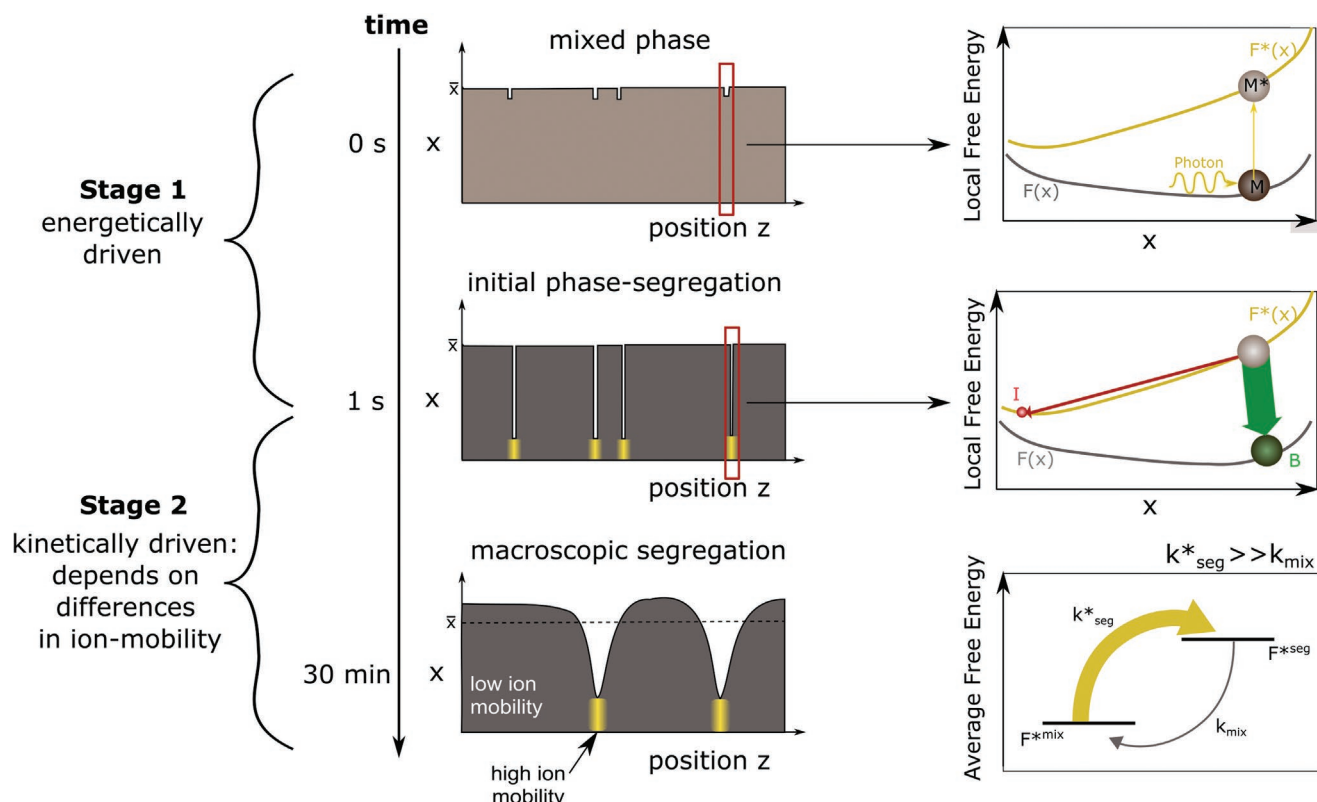 time
Stage 1
energetically
driven
Stage 2
kinetically driven:
depends on
differences
in ion-mobility
0 s
1 s
30 min
mixed phase
x̄
x
position z
initial phase-segregation
x̄
x
position z
macroscopic segregation
x̄
x
low ion
mobility
position z
high ion
mobility
Local Free Energy
F*(x)
M*
Photon
M
F(x)
x
Local Free Energy
F*(x)
I
F(x)
B
x
k*seg>>kmix
Average Free Energy
k*seg
F*seg
F*mix
kmix